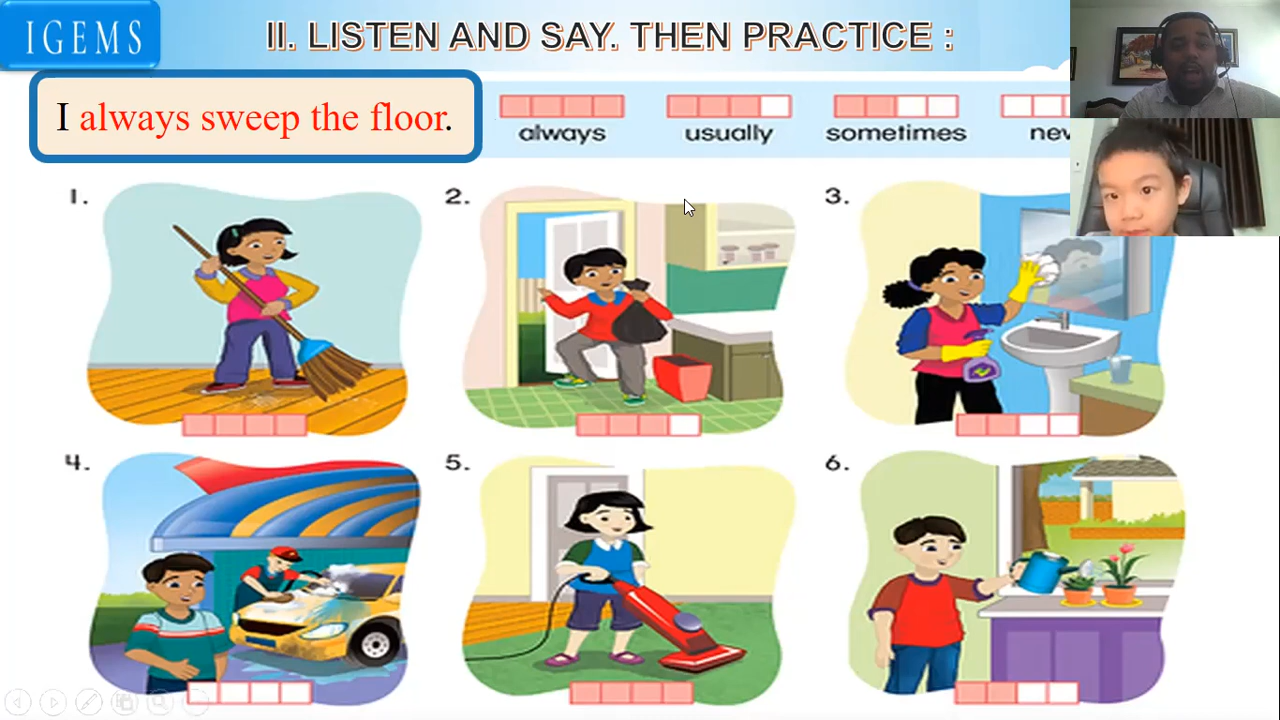 IGEMS
II. LISTEN AND SAY. THEN PRACTICE :
I always sweep the floor.
always usually sometimes nev
1. 2. 3.
4. 5. 6.